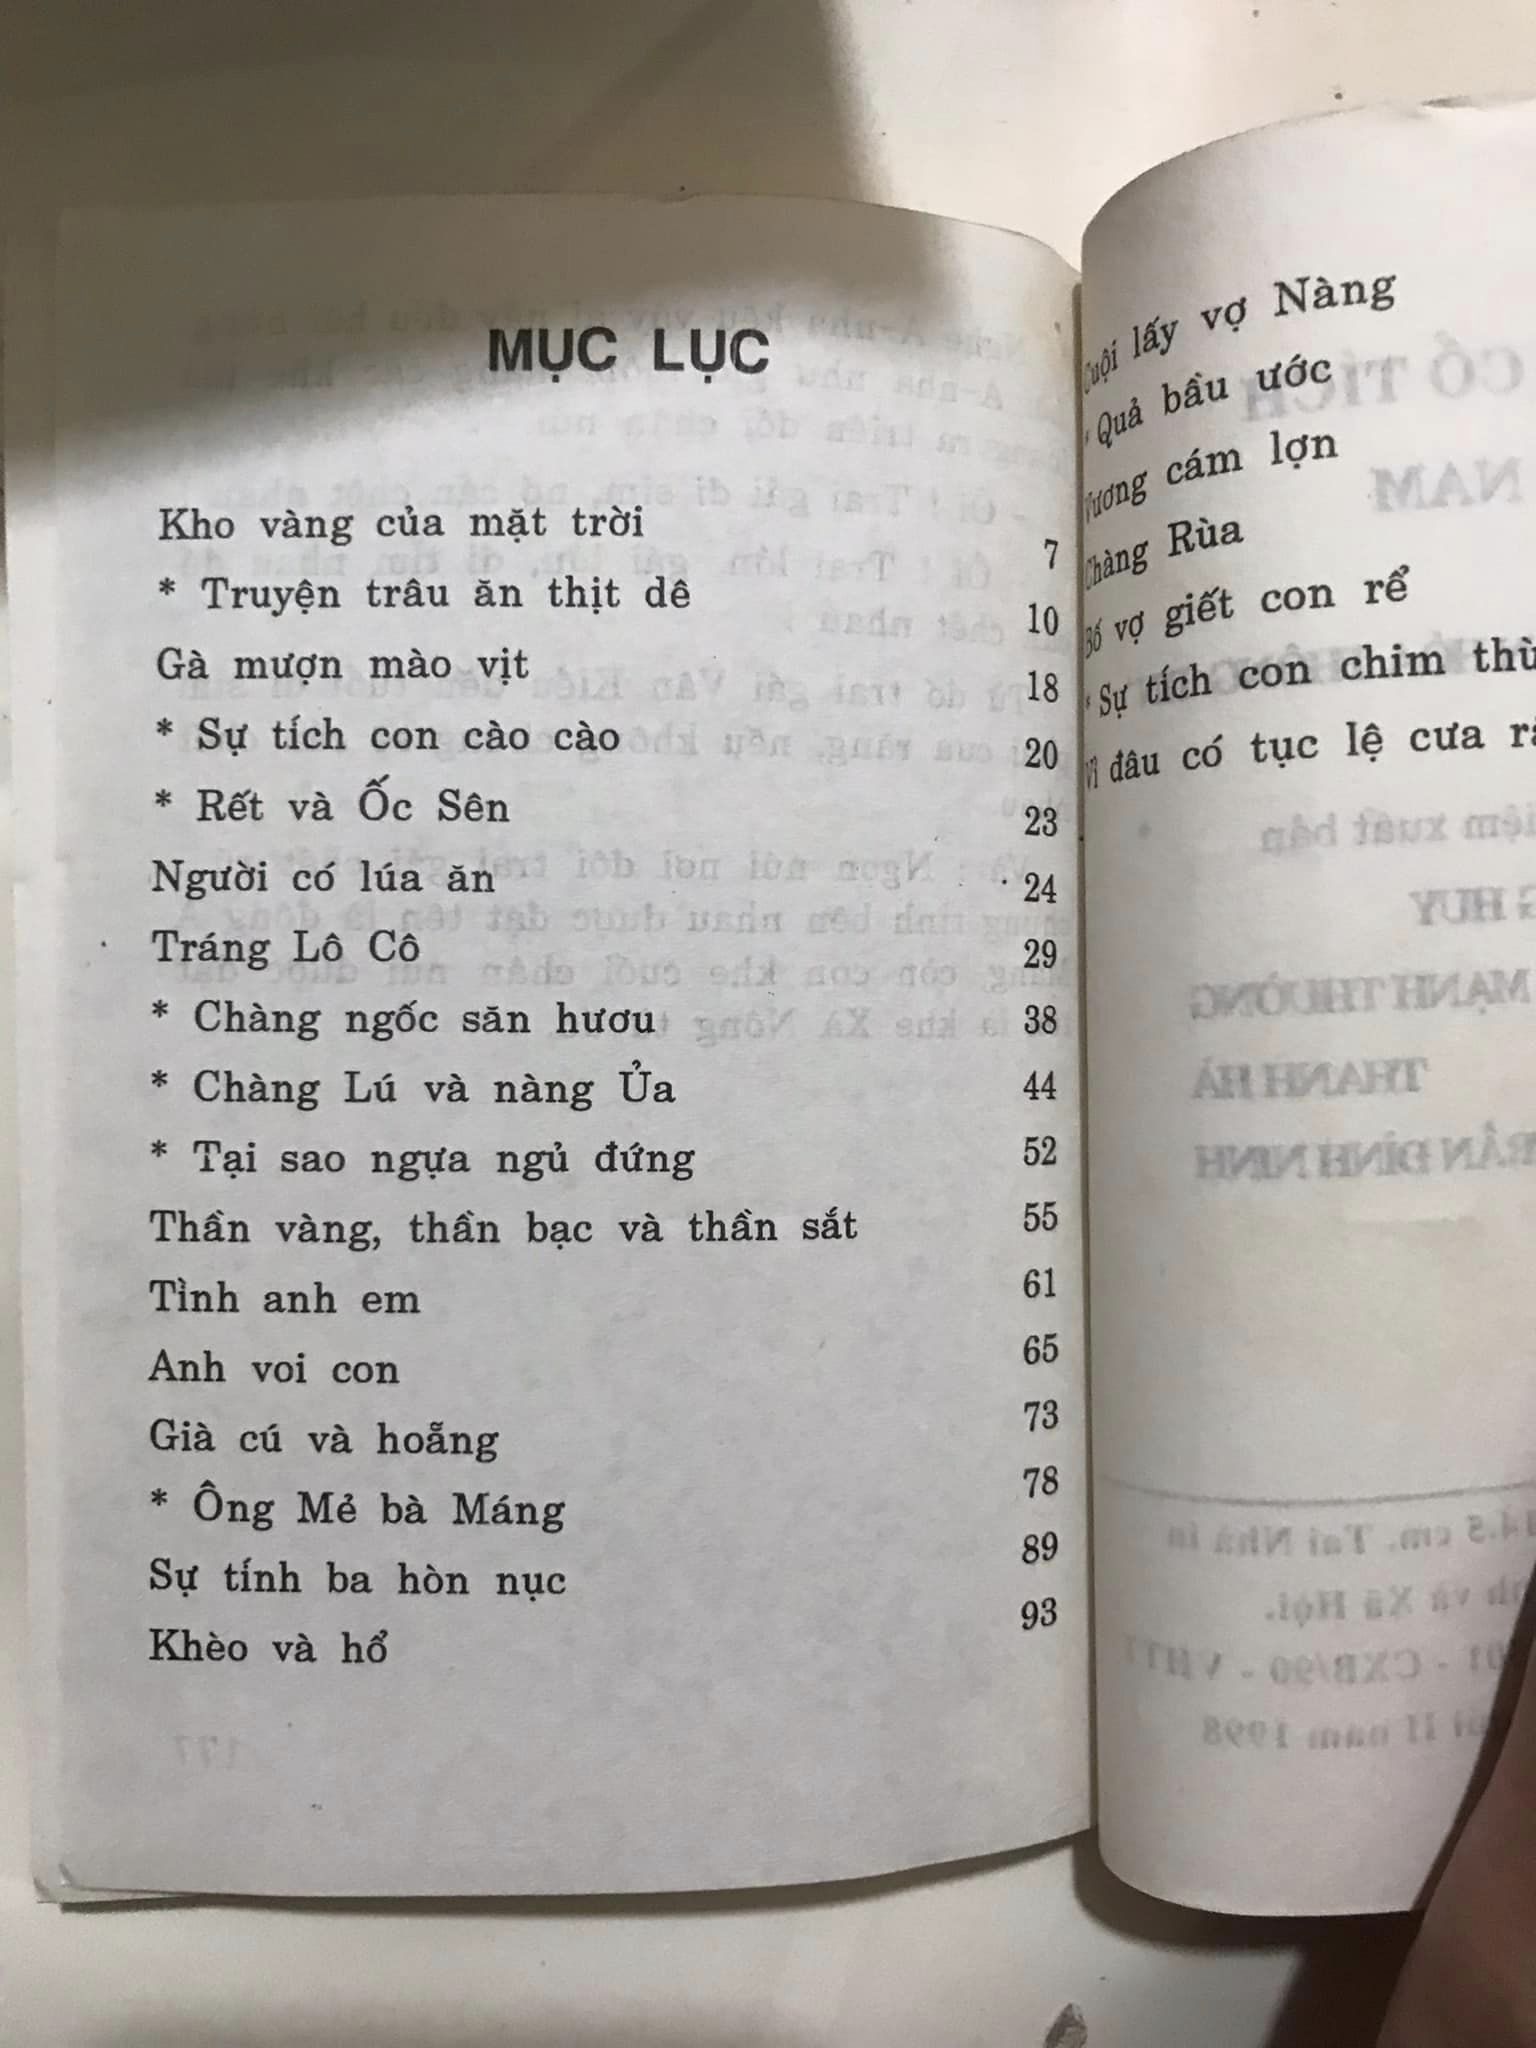 MỤC LỤC
Kho vàng của mặt trời 7
* Truyện trâu ăn thịt dê 10
Gà mượn mào vịt 18
* Sự tích con cào cào 20
* Rết và Ốc Sên 23
Người có lúa ăn 24
Tráng Lô Cô 29
* Chàng ngốc săn hươu 38
* Chàng Lú và nàng Ủa 44
* Tại sao ngựa ngủ đứng 52
Thần vàng, thần bạc và thần sắt 55
Tình anh em 61
Anh voi con 65
Già cú và hoẵng 73
* Ông Mẻ bà Máng 78
Sự tính ba hòn nục 89
Khèo và hổ 93
Cuội lấy vợ Nàng
* Quả bầu ước
Vương cám lợn
Chàng Rùa
Bố vợ giết con rể
* Sự tích con chim
Vì đâu có tục lệ cưa